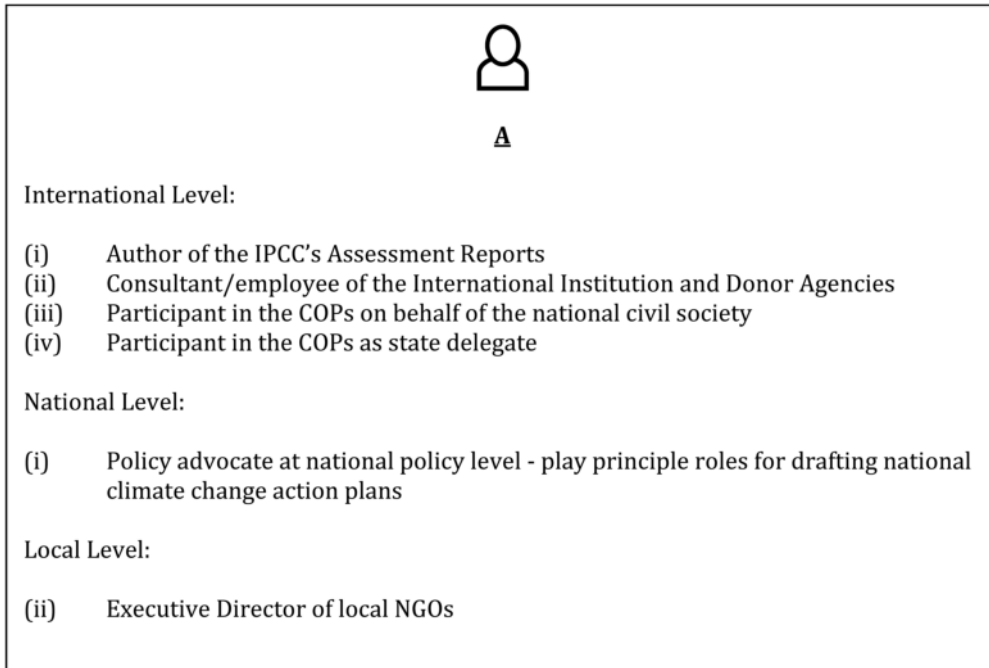 A
International Level:
(i) Author of the IPCC's Assessment Reports
(ii) Consultant/employee of the International Institution and Donor Agencies
(iii) Participant in the COPs on behalf of the national civil society
(iv) Participant in the COPs as state delegate
National Level:
(i) Policy advocate at national policy level - play principle roles for drafting national
climate change action plans
Local Level:
(ii) Executive Director of local NGOs